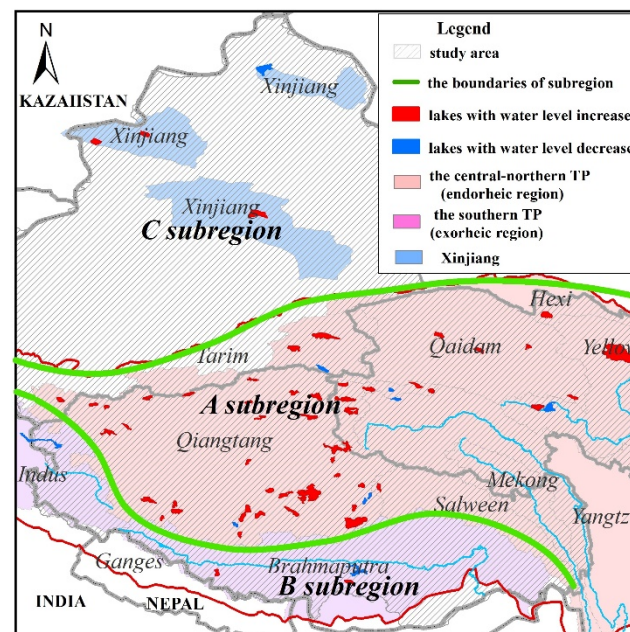 N
KAZAIISTAN
Xinjiang
Xinjiang
Xinjiang
C subregion
Legend
study area
the boundaries of subregion
lakes with water level increase
lakes with water level decrease
the central-northern TP
(endorheic region)
the southern TP
(exorheic region)
Xinjiang
Hexi
Tarim
Qaidam
Yellow
A subregion
Qiangtang
Indus
Mekong
Salween
Yangtz
Ganges
Brahmaputra
B subregion
INDIA
NEPAL